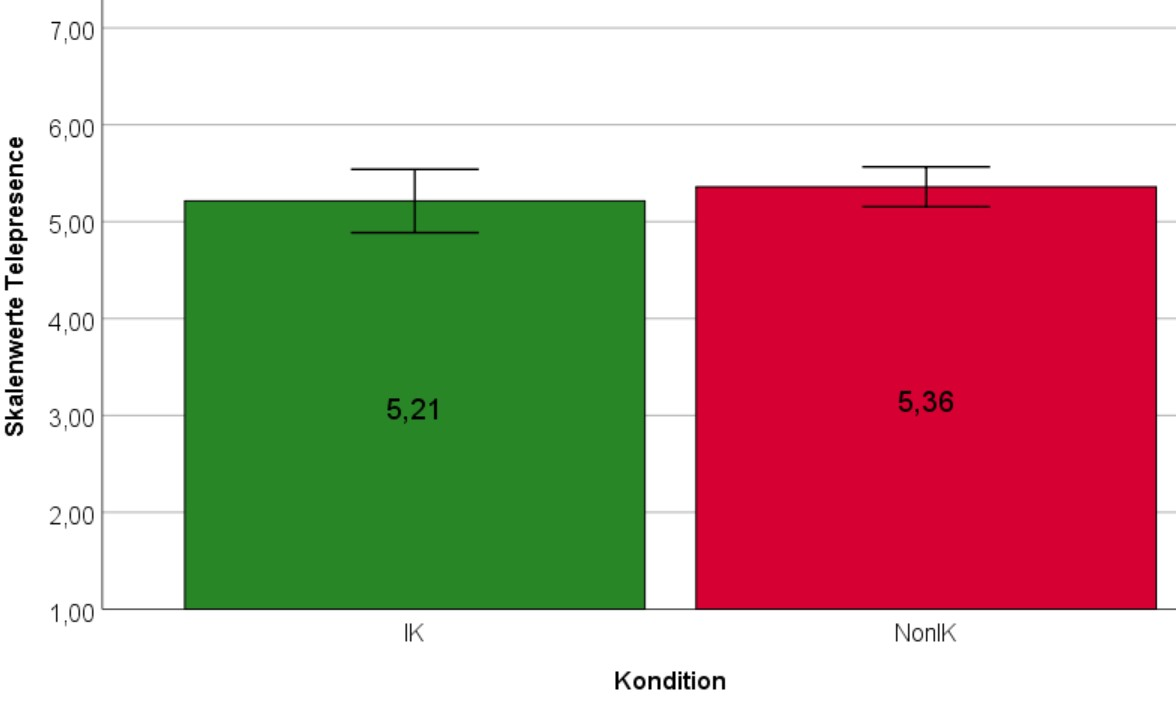 7,00
6,00
5,00
4,00
3,00
2,00
1,00
Skalenwerte Telepresence
5,21
5,36
IK
NonIK
Kondition